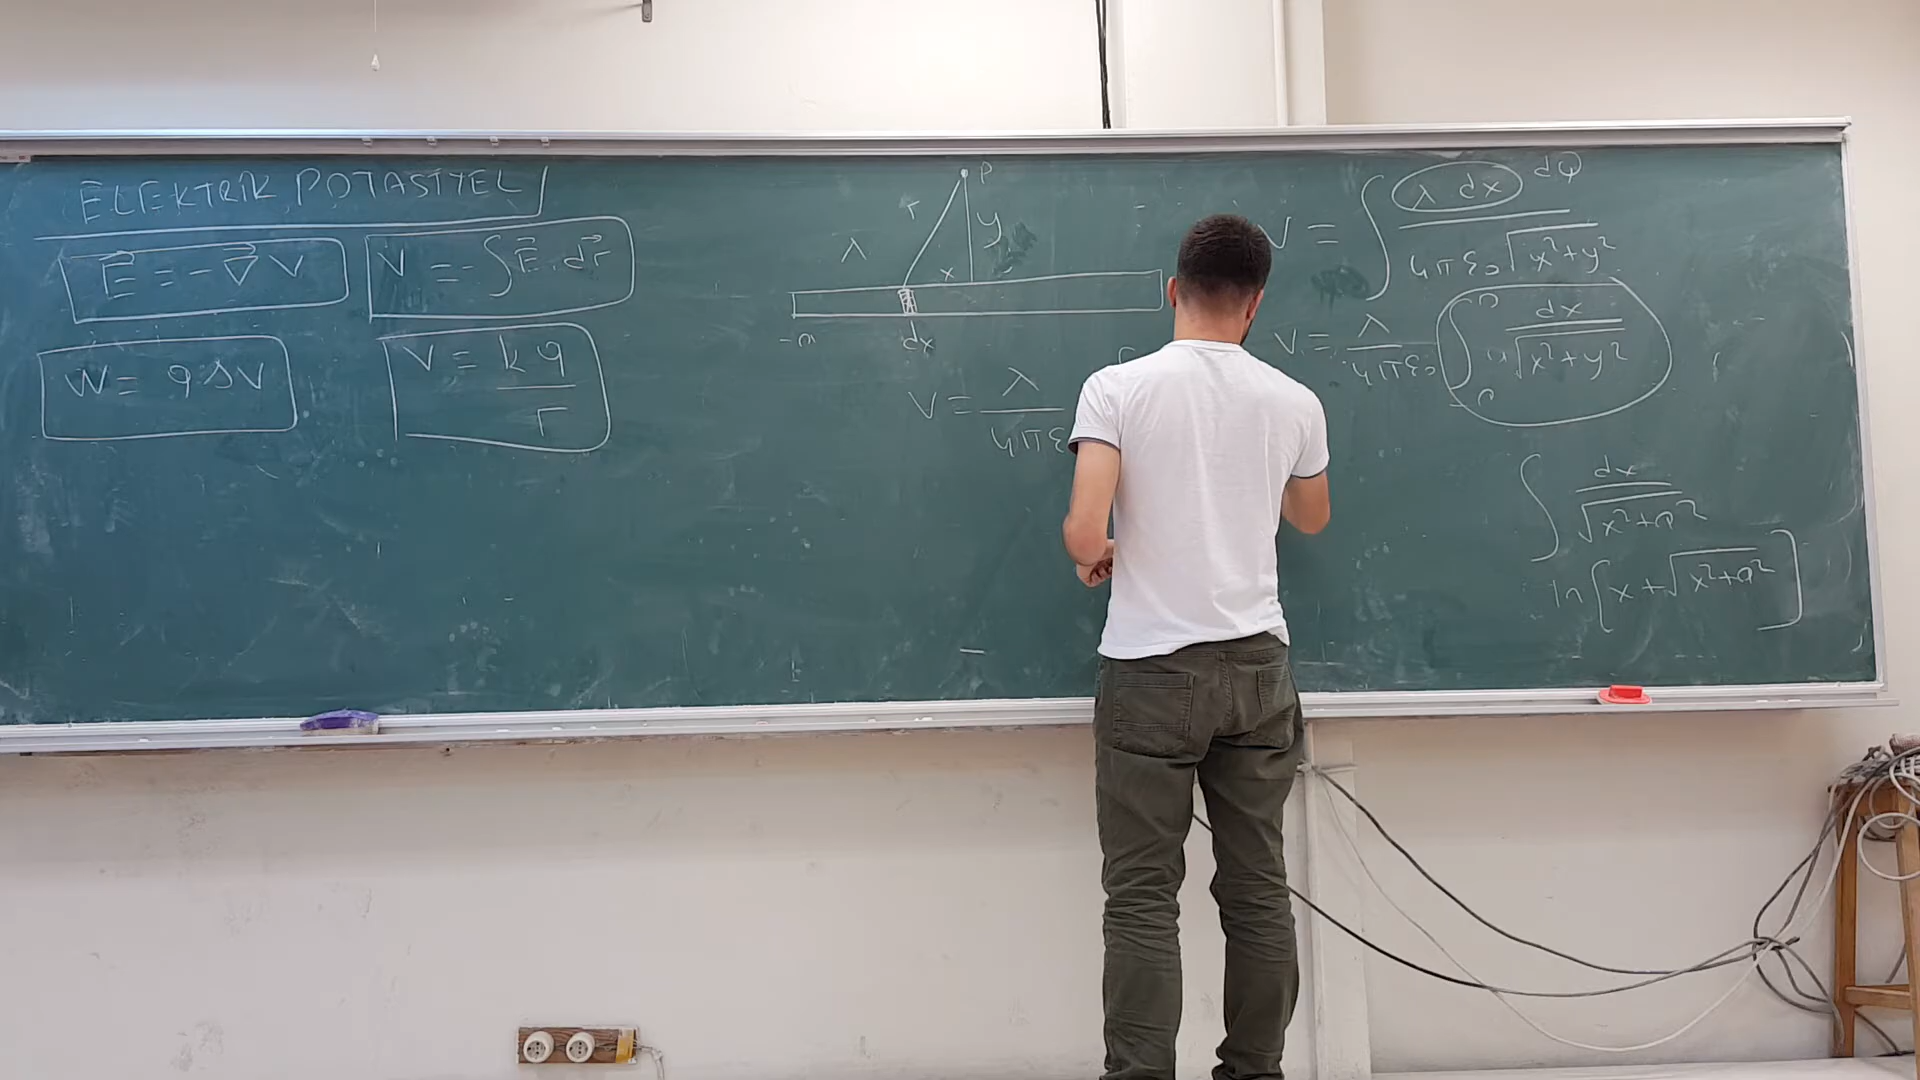 ELEKTRİK POTASİYEL
E⃗ = -∇⃗ V
V = -∫ E⃗ . dr⃗
W = qΔV
V = kq / r
P
r
y
λ
x
-a
dx
V = λ / 4πε
V = ∫ λ dx / 4πε₀√x²+y²
dQ
V = λ / 4πε₀ ∫ dx / √x²+y²
a
-a
∫ dx / √x²+a²
ln [x + √x²+a²]